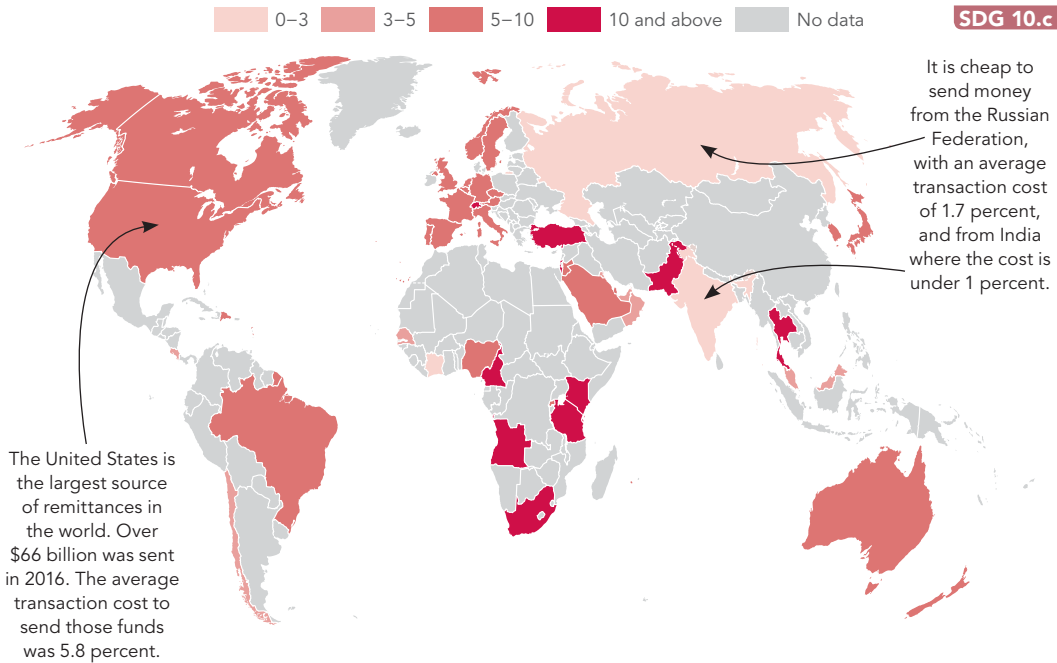 0–3
3–5
5–10
10 and above
No data
SDG 10.c
It is cheap to
send money
from the Russian
Federation,
with an average
transaction cost
of 1.7 percent,
and from India
where the cost is
under 1 percent.
The United States is
the largest source
of remittances in
the world. Over
$66 billion was sent
in 2016. The average
transaction cost to
send those funds
was 5.8 percent.